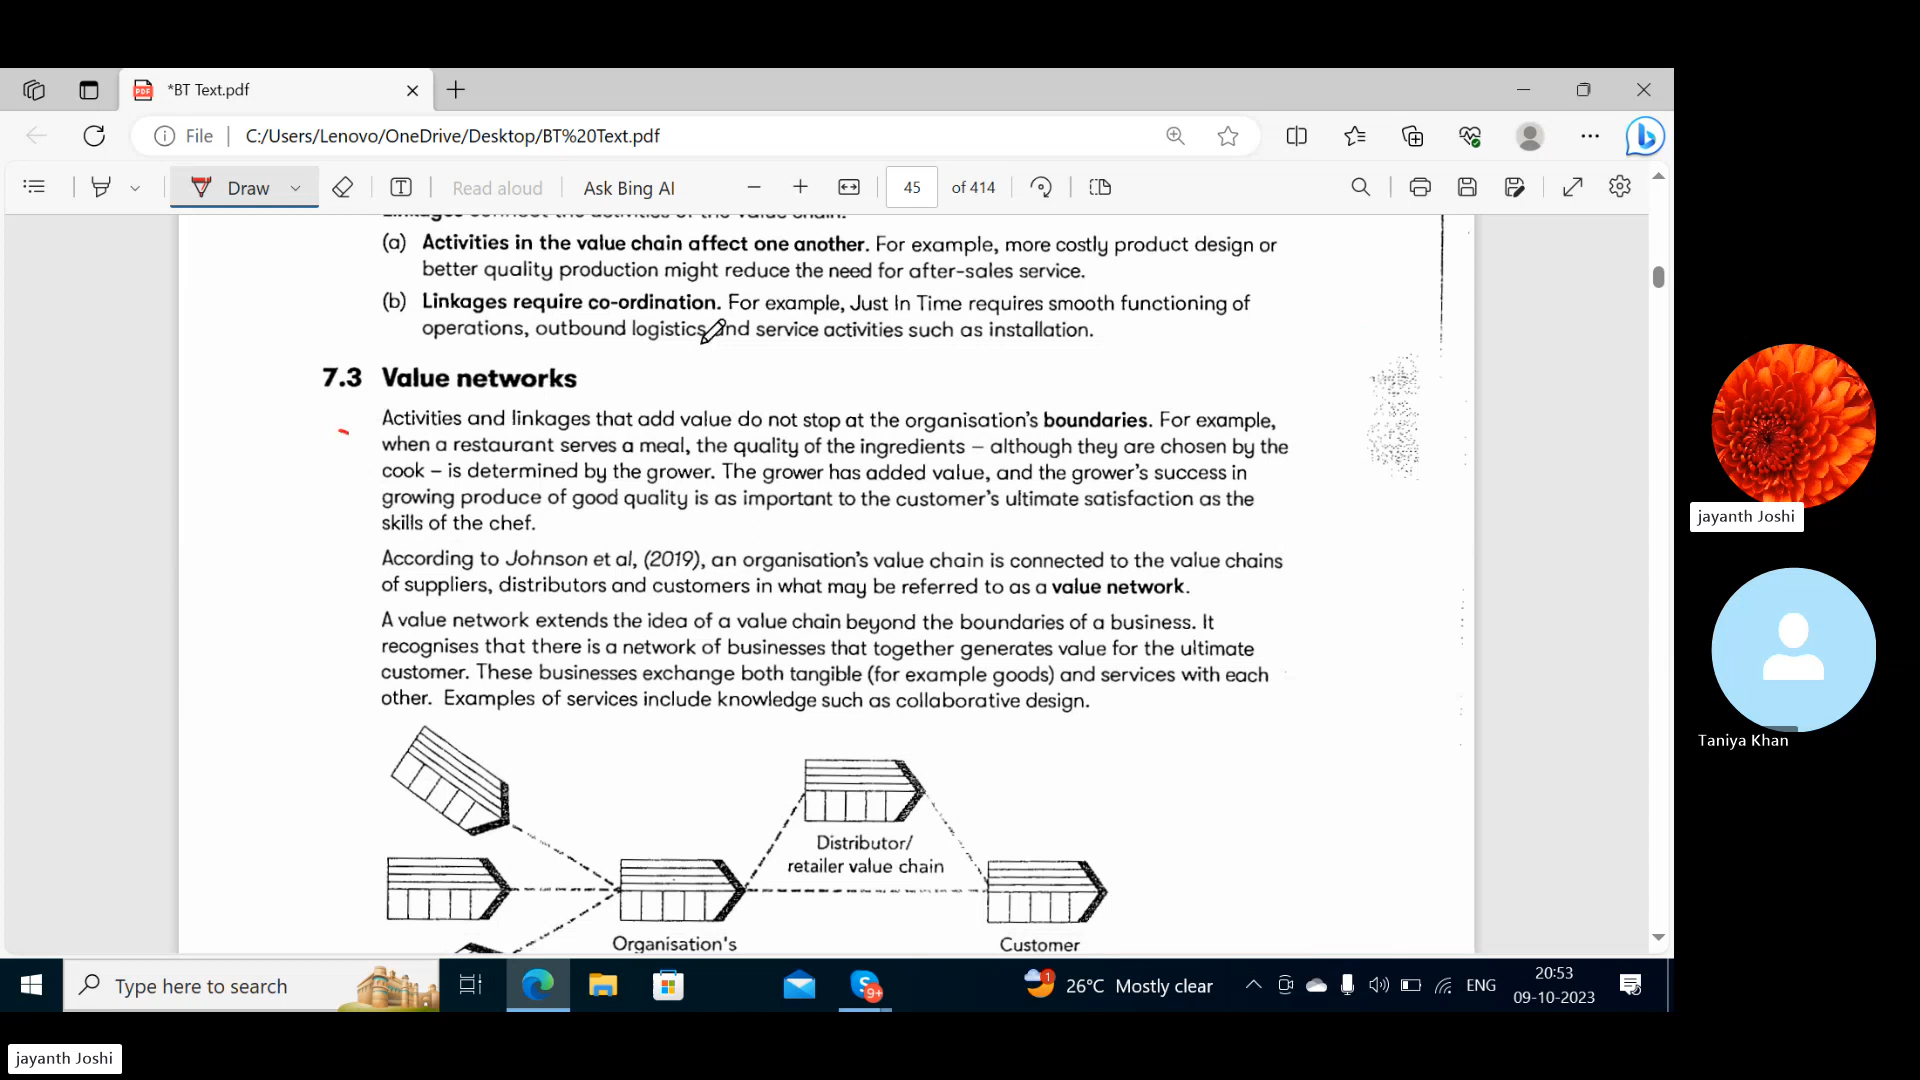 *BT Text.pdf
File
C:/Users/Lenovo/OneDrive/Desktop/BT%20Text.pdf
Draw
Read aloud
Ask Bing AI
45
of 414
Linkages connect the activities of the value chain.
(a) Activities in the value chain affect one another. For example, more costly product design or
better quality production might reduce the need for after-sales service.
(b) Linkages require co-ordination. For example, Just In Time requires smooth functioning of
operations, outbound logistics and service activities such as installation.
7.3 Value networks
Activities and linkages that add value do not stop at the organisation's boundaries. For example,
when a restaurant serves a meal, the quality of the ingredients – although they are chosen by the
cook – is determined by the grower. The grower has added value, and the grower's success in
growing produce of good quality is as important to the customer's ultimate satisfaction as the
skills of the chef.
According to Johnson et al, (2019), an organisation's value chain is connected to the value chains
of suppliers, distributors and customers in what may be referred to as a value network.
A value network extends the idea of a value chain beyond the boundaries of a business. It
recognises that there is a network of businesses that together generates value for the ultimate
customer. These businesses exchange both tangible (for example goods) and services with each
other. Examples of services include knowledge such as collaborative design.
Distributor/
retailer value chain
Organisation's
Customer
jayanth Joshi
Taniya Khan
Type here to search
9+
1
26°C Mostly clear
ENG
20:53
09-10-2023
jayanth Joshi